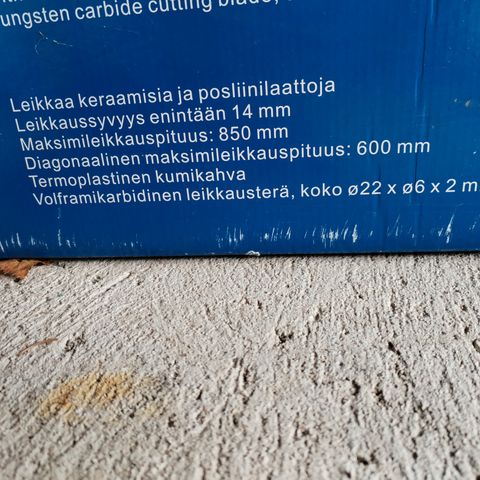 ungsten carbide cutting blade,
Leikkaa keraamisia ja posliinilaattoja
Leikkaussyvyys enintään 14 mm
Maksimileikkauspituus: 850 mm
Diagonaalinen maksimileikkauspituus: 600 mm
Termoplastinen kumikahva
Volframikarbidinen leikkausterä, koko ø22 x ø6 x 2 m